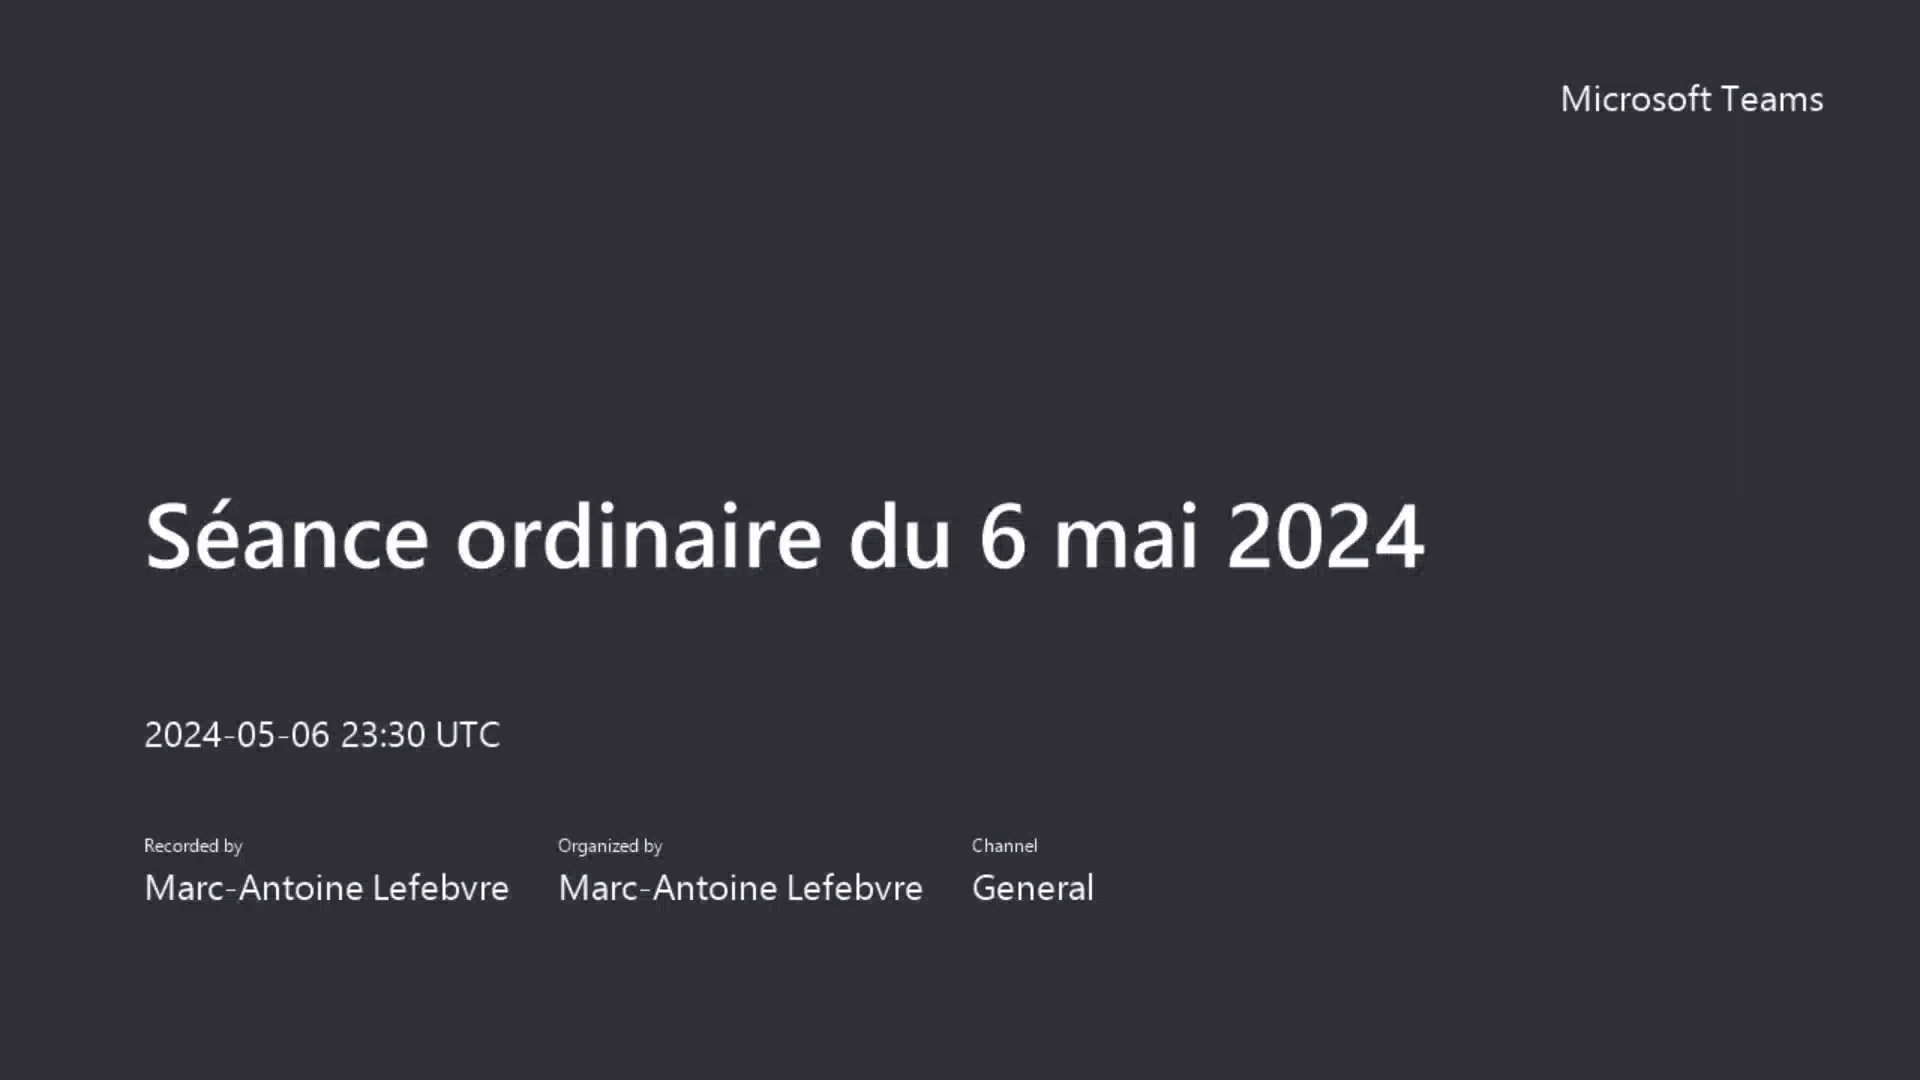 Microsoft Teams
Séance ordinaire du 6 mai 2024
2024-05-06 23:30 UTC
Recorded by
Marc-Antoine Lefebvre
Organized by
Marc-Antoine Lefebvre
Channel
General